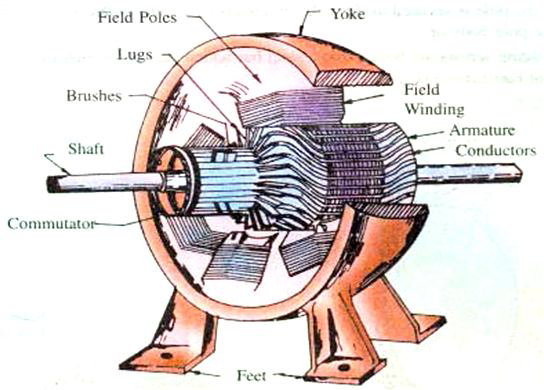 Field Poles
Yoke
Lugs
Brushes
Field
Winding
Armature
Conductors
Shaft
Commutator
Feet